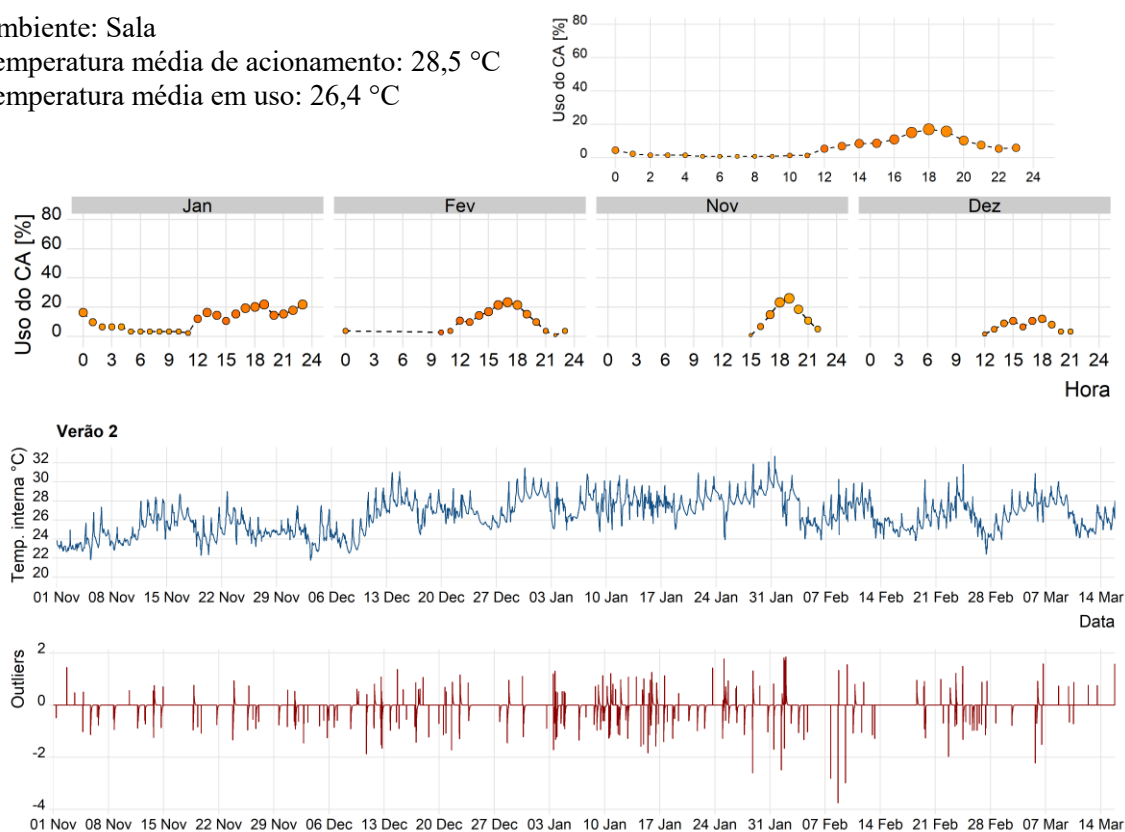 mbiente: Sala
emperatura média de acionamento: 28,5 °C
emperatura média em uso: 26,4 °C
Uso do CA [%]
80
60
40
20
0
0 2 4 6 8 10 12 14 16 18 20 22 24
Jan Fev Nov Dez
Uso do CA [%]
80
60
40
20
0
0 3 6 9 12 15 18 21 24 0 3 6 9 12 15 18 21 24 0 3 6 9 12 15 18 21 24 0 3 6 9 12 15 18 21 24
Hora
Verão 2
Temp. interna °C)
32
30
28
26
24
22
20
01 Nov 08 Nov 15 Nov 22 Nov 29 Nov 06 Dec 13 Dec 20 Dec 27 Dec 03 Jan 10 Jan 17 Jan 24 Jan 31 Jan 07 Feb 14 Feb 21 Feb 28 Feb 07 Mar 14 Mar
Data
Outliers
2
0
-2
-4
01 Nov 08 Nov 15 Nov 22 Nov 29 Nov 06 Dec 13 Dec 20 Dec 27 Dec 03 Jan 10 Jan 17 Jan 24 Jan 31 Jan 07 Feb 14 Feb 21 Feb 28 Feb 07 Mar 14 Mar